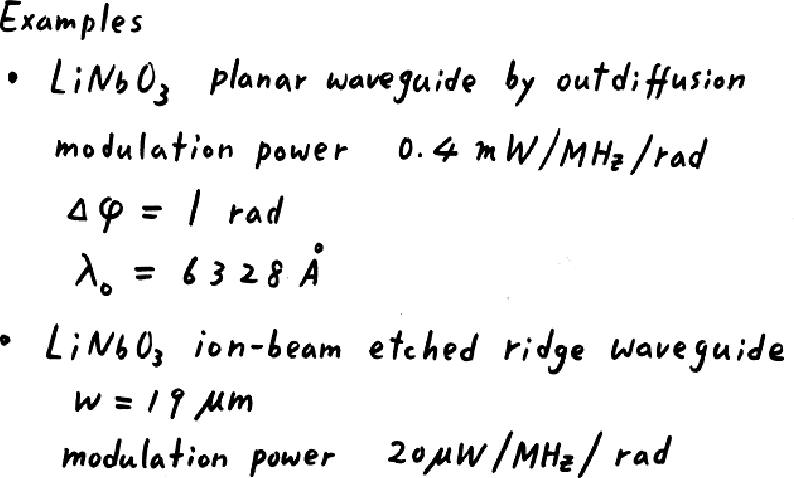 Examples
• LiNbO₃ planar waveguide by outdiffusion
modulation power 0.4 mW/MHz/rad
Δφ = 1 rad
λ₀ = 6328 Å
• LiNbO₃ ion-beam etched ridge waveguide
w = 19 μm
modulation power 20μW/MHz/rad